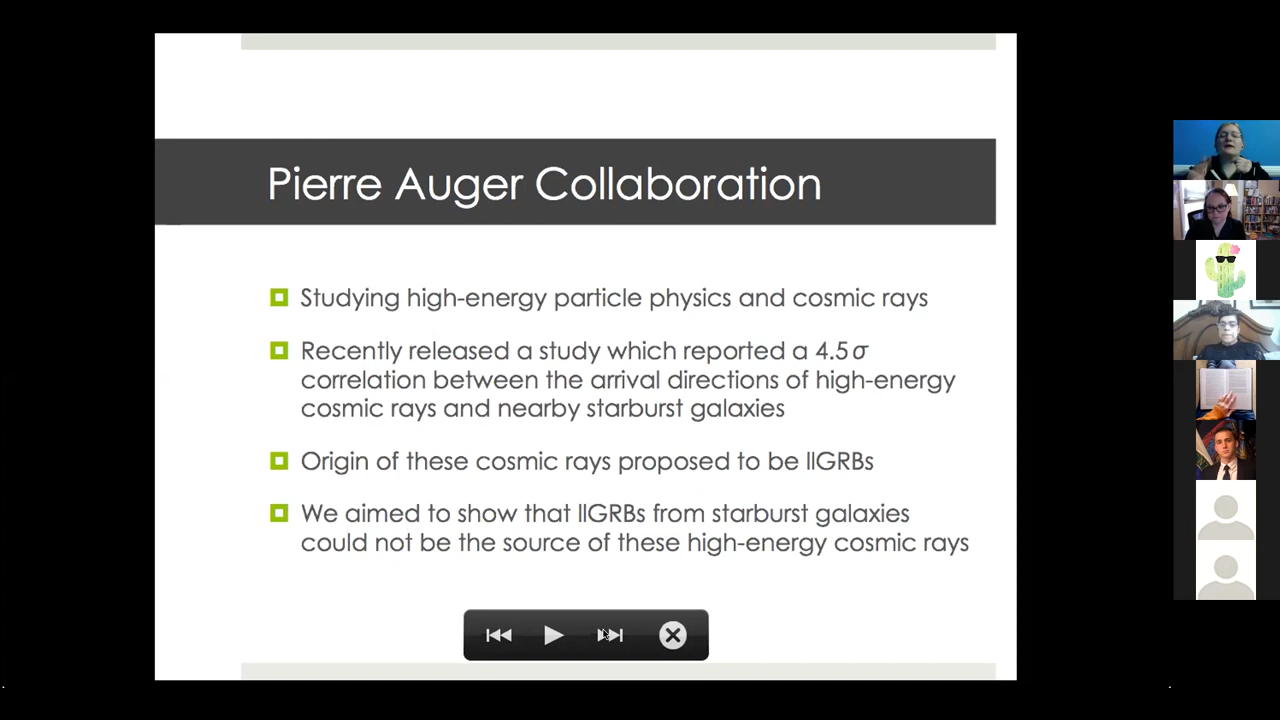 Pierre Auger Collaboration
Studying high-energy particle physics and cosmic rays
Recently released a study which reported a 4.5σ
correlation between the arrival directions of high-energy
cosmic rays and nearby starburst galaxies
Origin of these cosmic rays proposed to be llGRBs
We aimed to show that llGRBs from starburst galaxies
could not be the source of these high-energy cosmic rays